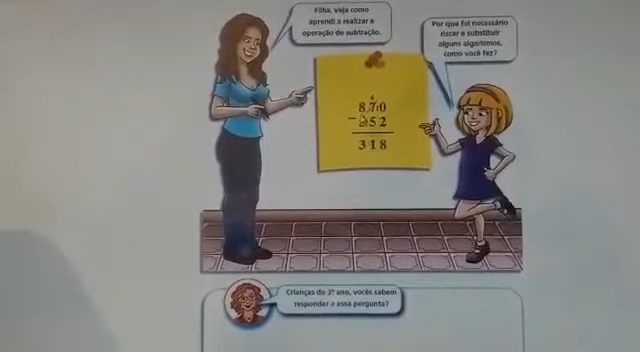 Filha, veja como
aprendi a realizar a
operação de subtração.
Por que foi necessário
riscar e substituir
alguns algarismos,
como você fez?
6
870
− 552
318
Crianças do 3º ano, vocês sabem
responder a essa pergunta?